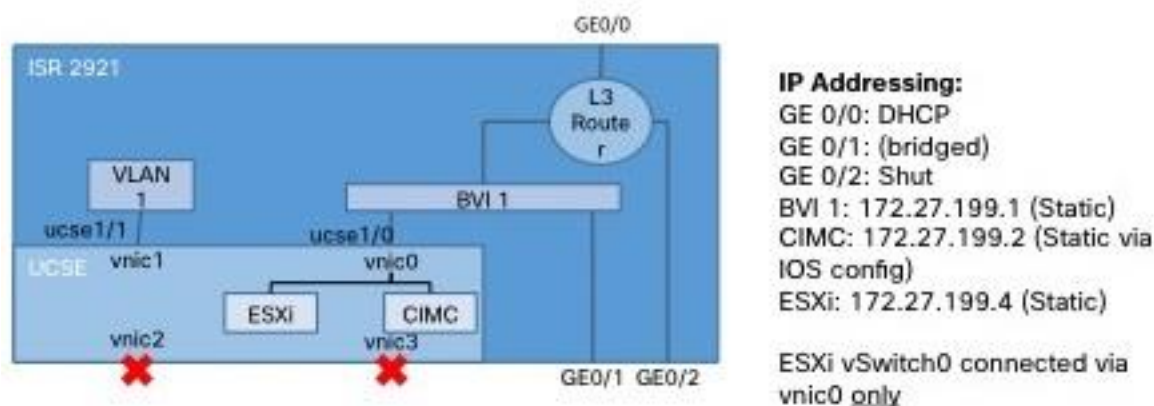 GE0/0
ISR 2921
L3
Route
r
VLAN
1
BVI 1
ucse1/1
ucse1/0
UCSE
vnic1
vnic0
ESXi
CIMC
vnic2
vnic3
GE0/1
GE0/2
IP Addressing:
GE 0/0: DHCP
GE 0/1: (bridged)
GE 0/2: Shut
BVI 1: 172.27.199.1 (Static)
CIMC: 172.27.199.2 (Static via
IOS config)
ESXi: 172.27.199.4 (Static)
ESXi vSwitch0 connected via
vnic0 only